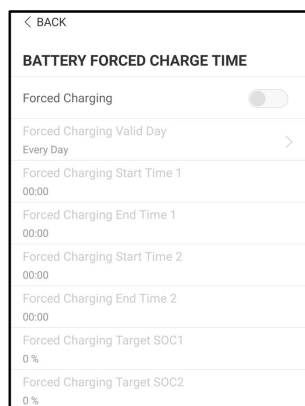 < BACK
BATTERY FORCED CHARGE TIME
Forced Charging
Forced Charging Valid Day
Every Day
Forced Charging Start Time 1
00:00
Forced Charging End Time 1
00:00
Forced Charging Start Time 2
00:00
Forced Charging End Time 2
00:00
Forced Charging Target SOC1
0 %
Forced Charging Target SOC2
0 %